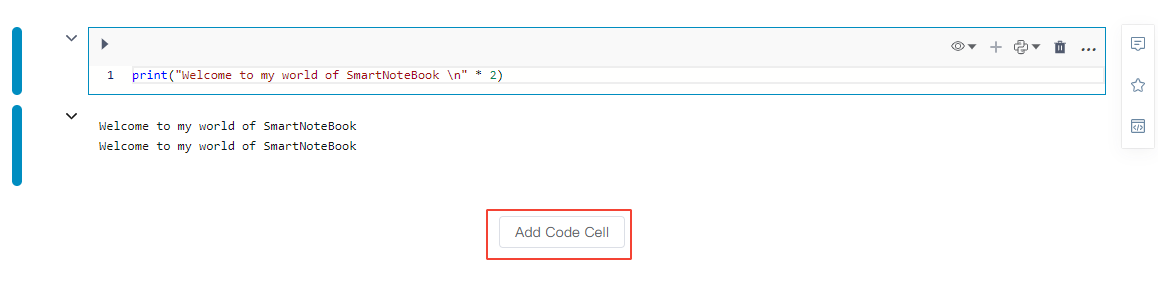 1 print("Welcome to my world of SmartNoteBook \n" * 2)
Welcome to my world of SmartNoteBook
Welcome to my world of SmartNoteBook
Add Code Cell